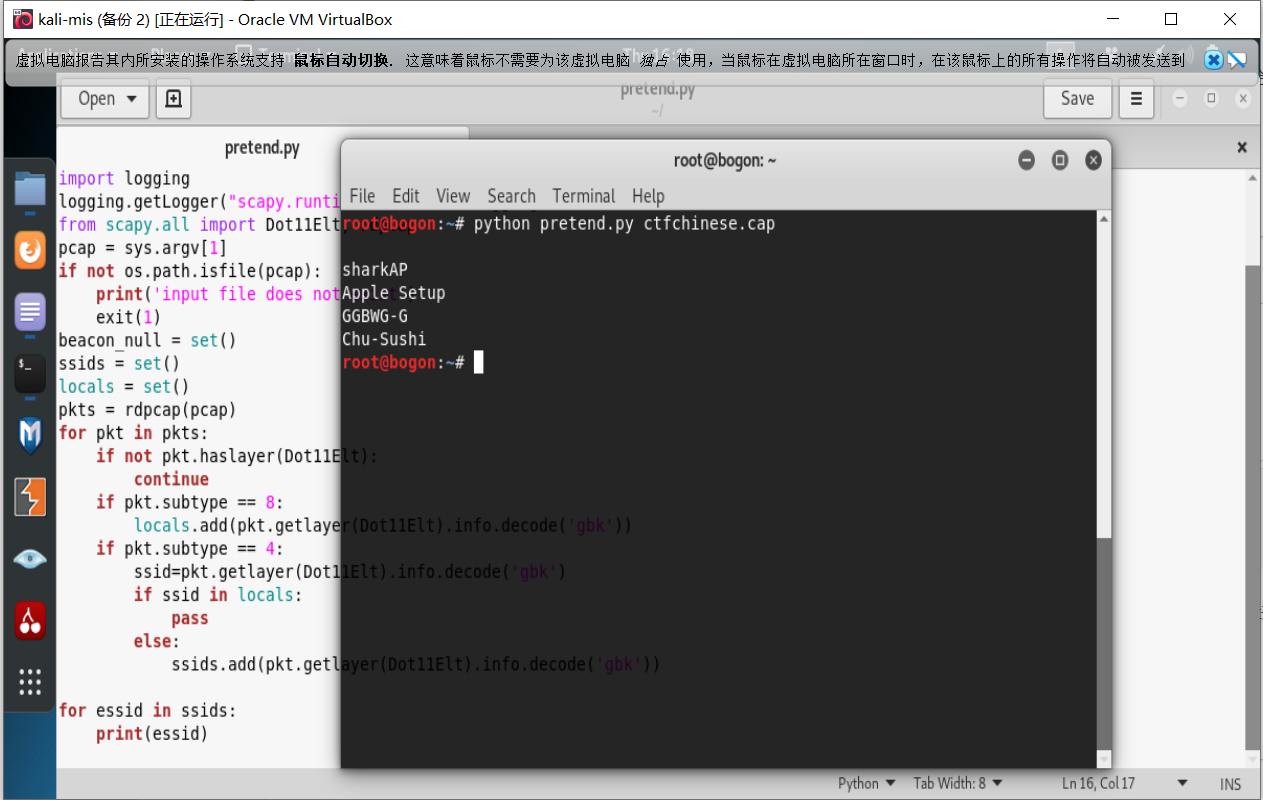 kali-mis (备份 2) [正在运行] - Oracle VM VirtualBox
虚拟电脑报告其内所安装的操作系统支持 鼠标自动切换. 这意味着鼠标不需要为该虚拟电脑 独占 使用，当鼠标在虚拟电脑所在窗口时，在该鼠标上的所有操作将自动被发送到
Open
pretend.py
~/
Save
pretend.py
import logging
logging.getLogger("scapy.runti
from scapy.all import Dot11Elt
pcap = sys.argv[1]
if not os.path.isfile(pcap):
    print('input file does not
    exit(1)
beacon_null = set()
ssids = set()
locals = set()
pkts = rdpcap(pcap)
for pkt in pkts:
    if not pkt.haslayer(Dot11Elt):
        continue
    if pkt.subtype == 8:
        locals.add(pkt.getlayer(Dot11Elt).info.decode('gbk'))
    if pkt.subtype == 4:
        ssid=pkt.getlayer(Dot11Elt).info.decode('gbk')
        if ssid in locals:
            pass
        else:
            ssids.add(pkt.getlayer(Dot11Elt).info.decode('gbk'))
for essid in ssids:
    print(essid)
root@bogon: ~
File Edit View Search Terminal Help
root@bogon:~# python pretend.py ctfchinese.cap
sharkAP
Apple Setup
GGBWG-G
Chu-Sushi
root@bogon:~#
Python Tab Width: 8 Ln 16, Col 17 INS